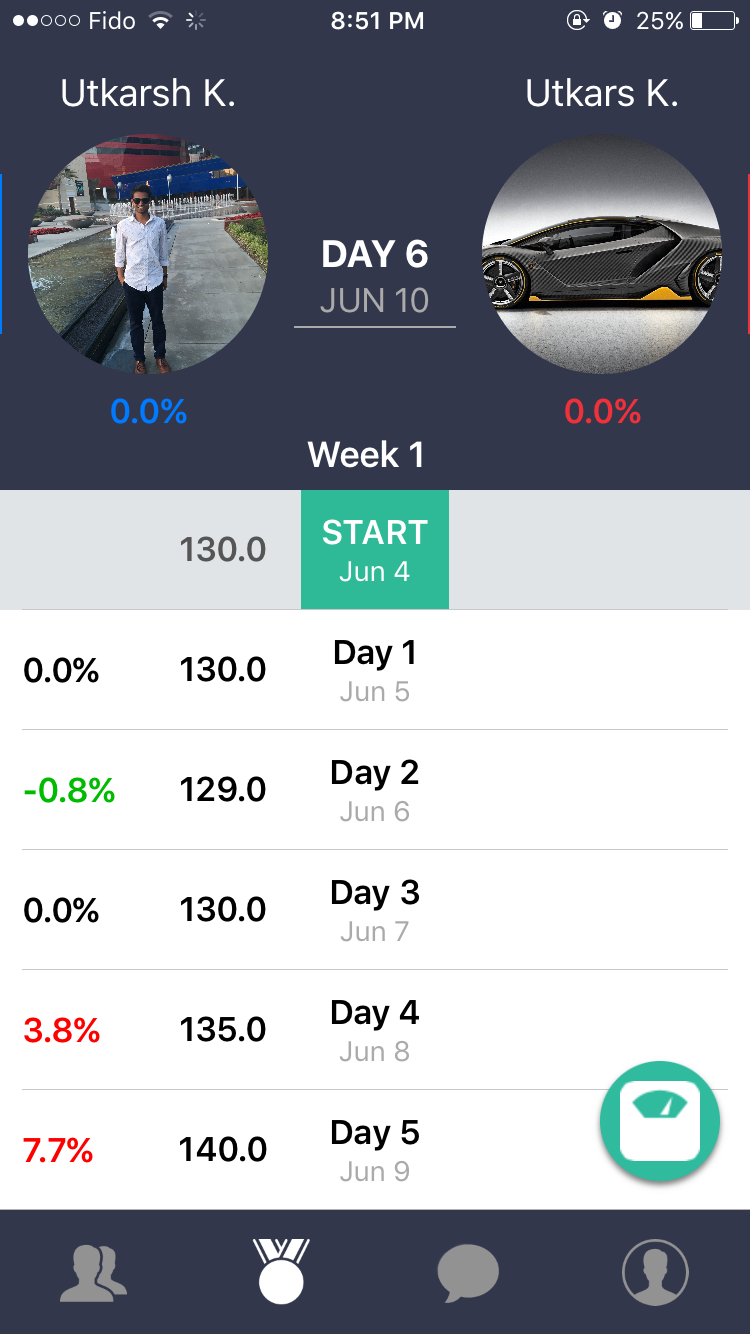 Fido 8:51 PM 25%
Utkarsh K. Utkars K.
DAY 6
JUN 10
0.0% 0.0%
Week 1
130.0 START
Jun 4
0.0% 130.0 Day 1
Jun 5
-0.8% 129.0 Day 2
Jun 6
0.0% 130.0 Day 3
Jun 7
3.8% 135.0 Day 4
Jun 8
7.7% 140.0 Day 5
Jun 9